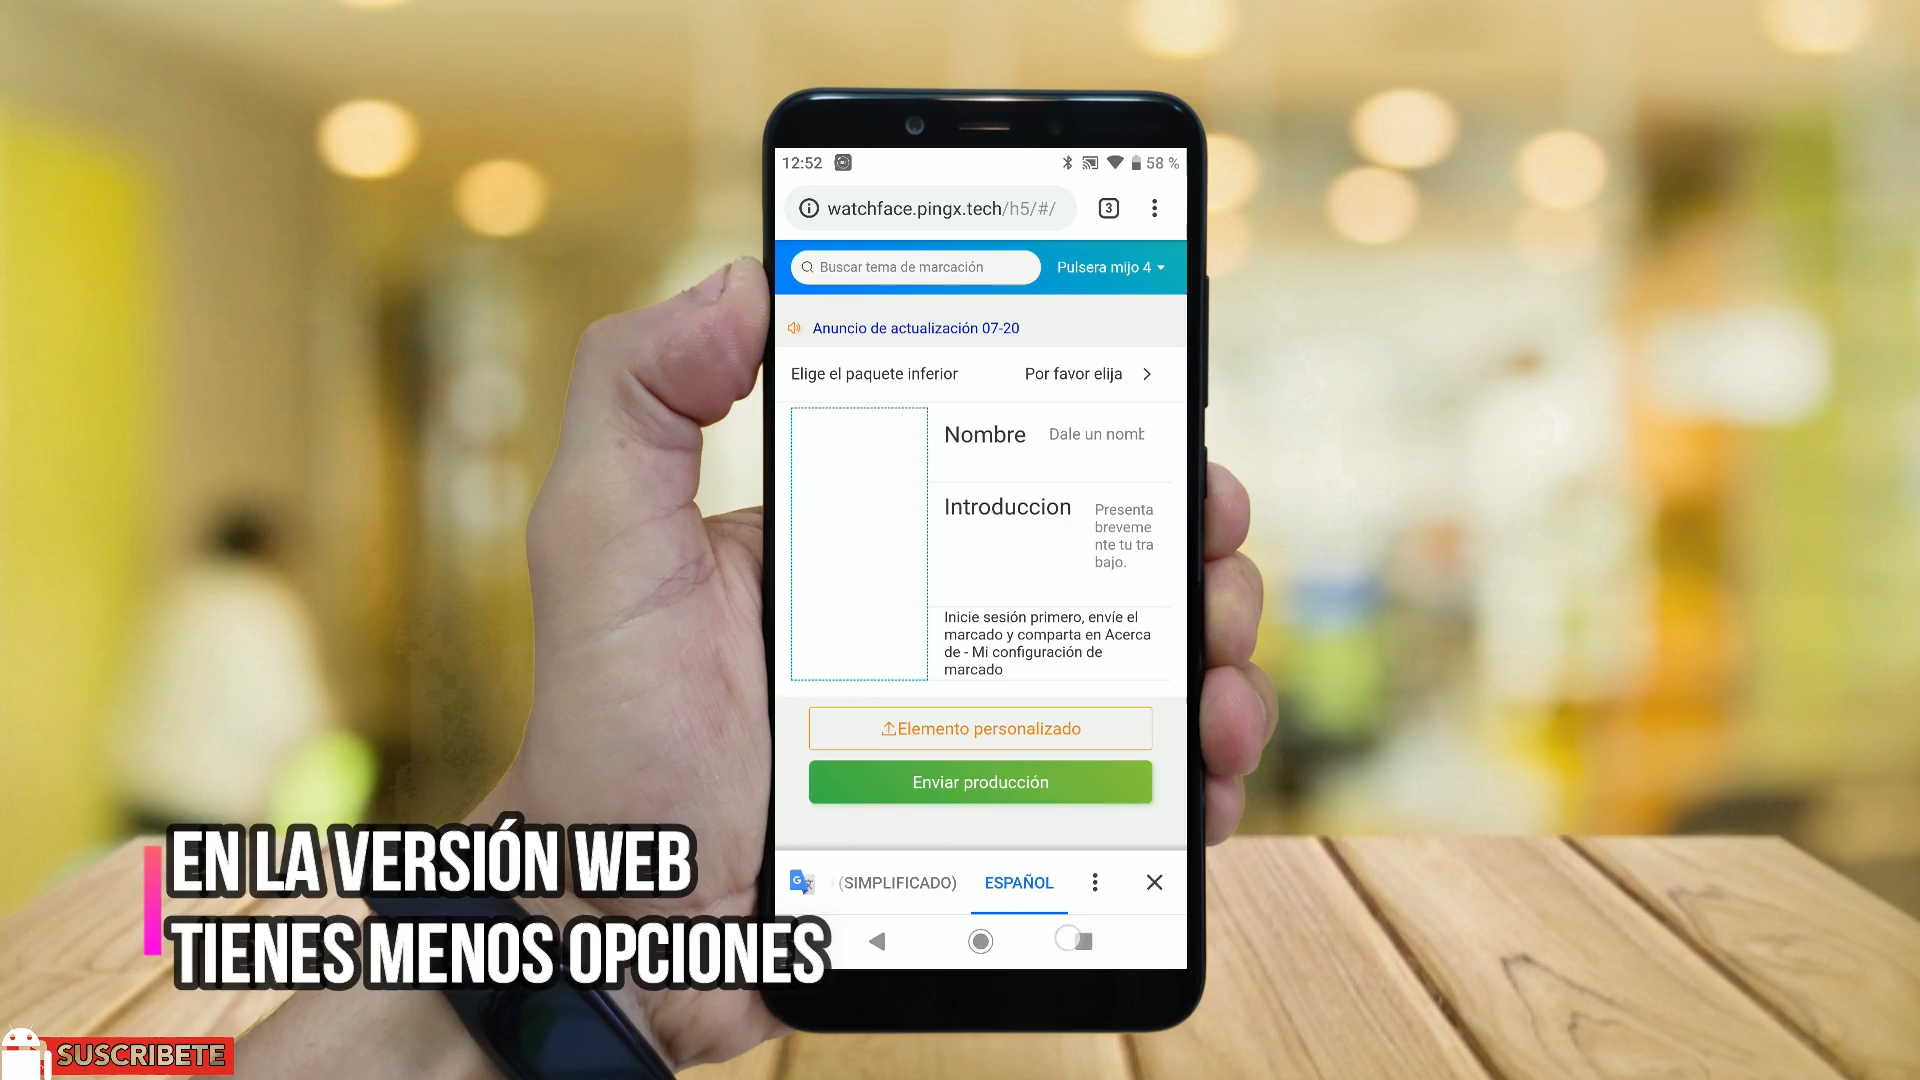 12:52
58 %
watchface.pingx.tech/h5/#/
3
Buscar tema de marcación
Pulsera mijo 4
Anuncio de actualización 07-20
Elige el paquete inferior
Por favor elija
Nombre
Dale un nomb
Introduccion
Presenta
breveme
nte tu tra
bajo.
Inicie sesión primero, envíe el
marcado y comparta en Acerca
de - Mi configuración de
marcado
Elemento personalizado
Enviar producción
(SIMPLIFICADO)
ESPAÑOL
EN LA VERSIÓN WEB
TIENES MENOS OPCIONES
SUSCRIBETE